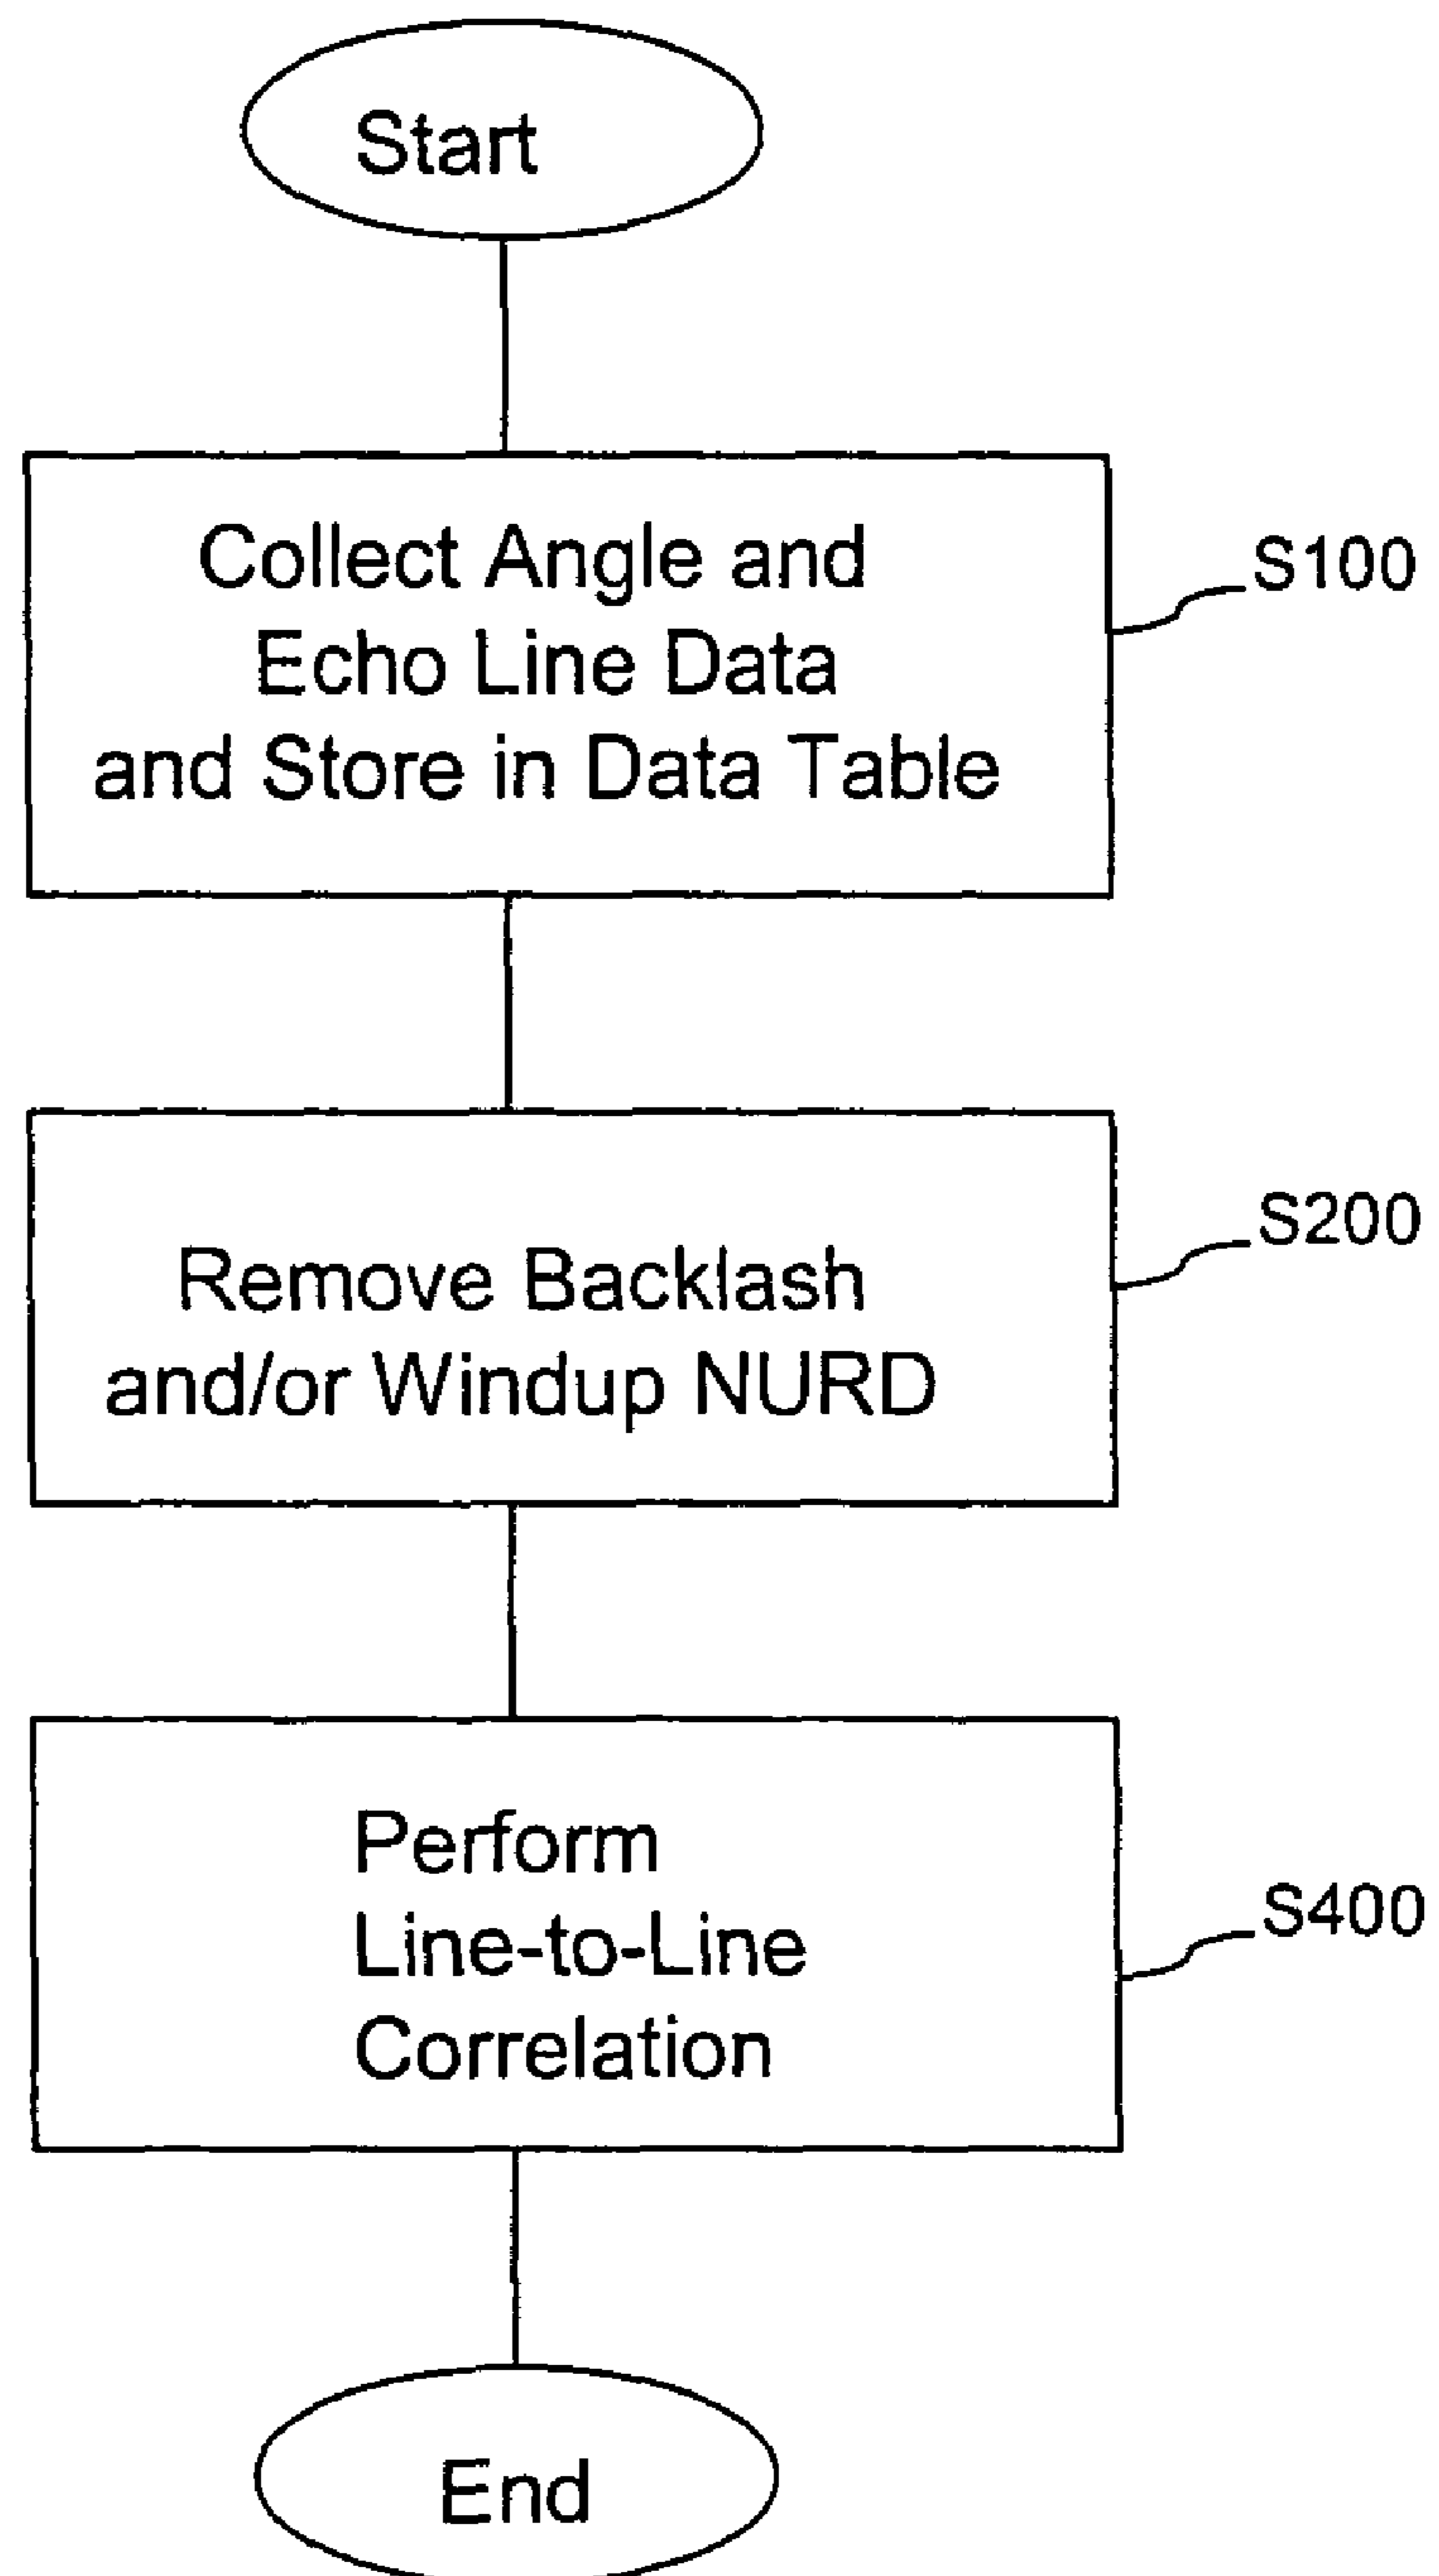 Start
Collect Angle and
Echo Line Data
and Store in Data Table
S100
Remove Backlash
and/or Windup NURD
S200
Perform
Line-to-Line
Correlation
S400
End